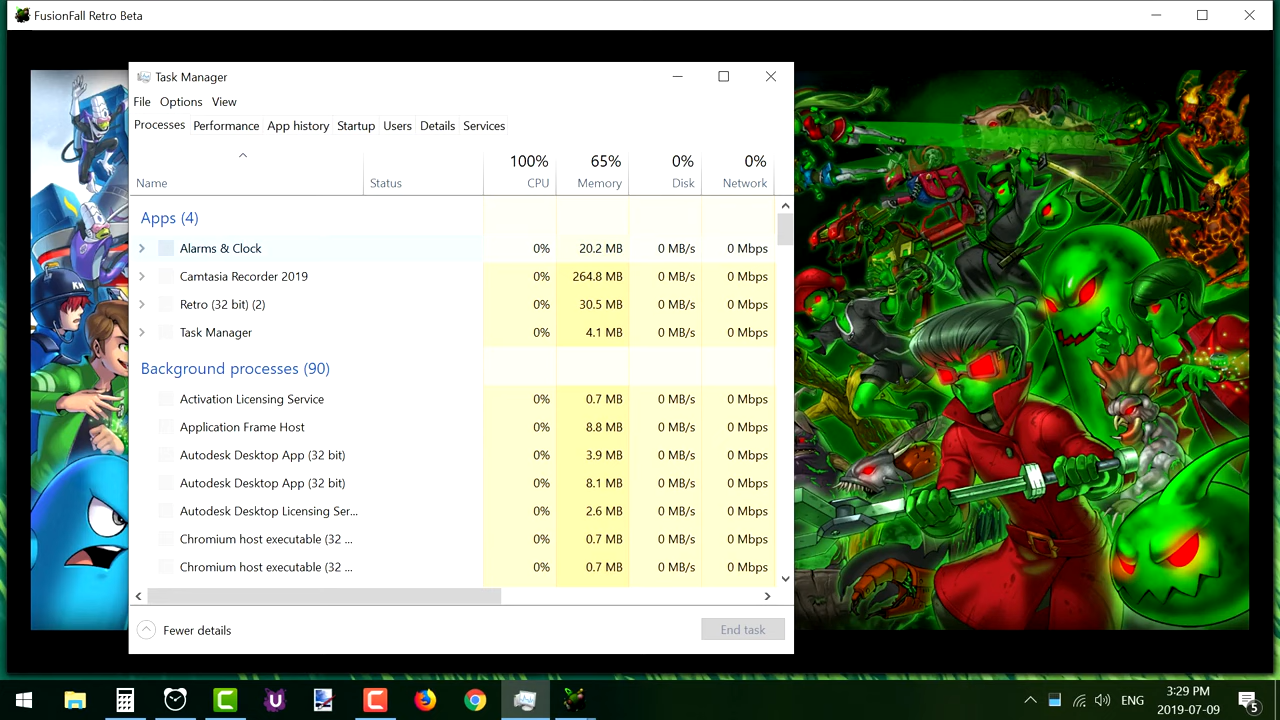 FusionFall Retro Beta
Task Manager
File Options View
Processes Performance App history Startup Users Details Services
100% 65% 0% 0%
Name Status CPU Memory Disk Network
Apps (4)
Alarms & Clock 0% 20.2 MB 0 MB/s 0 Mbps
Camtasia Recorder 2019 0% 264.8 MB 0 MB/s 0 Mbps
Retro (32 bit) (2) 0% 30.5 MB 0 MB/s 0 Mbps
Task Manager 0% 4.1 MB 0 MB/s 0 Mbps
Background processes (90)
Activation Licensing Service 0% 0.7 MB 0 MB/s 0 Mbps
Application Frame Host 0% 8.8 MB 0 MB/s 0 Mbps
Autodesk Desktop App (32 bit) 0% 3.9 MB 0 MB/s 0 Mbps
Autodesk Desktop App (32 bit) 0% 8.1 MB 0 MB/s 0 Mbps
Autodesk Desktop Licensing Ser... 0% 2.6 MB 0 MB/s 0 Mbps
Chromium host executable (32 ... 0% 0.7 MB 0 MB/s 0 Mbps
Chromium host executable (32 ... 0% 0.7 MB 0 MB/s 0 Mbps
Fewer details End task
KN
ENG
3:29 PM
2019-07-09
5